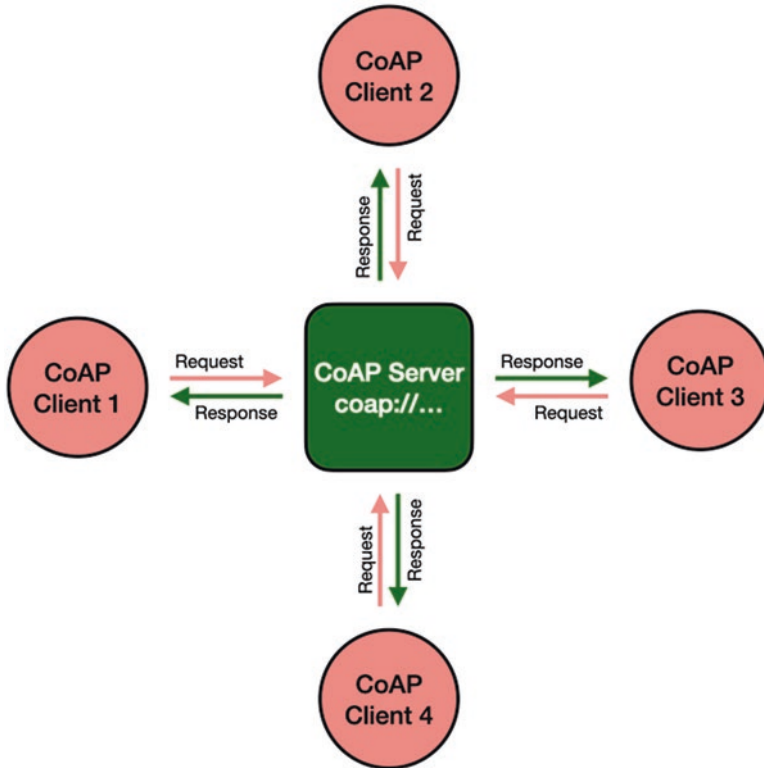 CoAP
Client 2
Response
Request
CoAP
Client 1
Request
Response
CoAP Server
coap://...
Response
Request
CoAP
Client 3
Request
Response
CoAP
Client 4